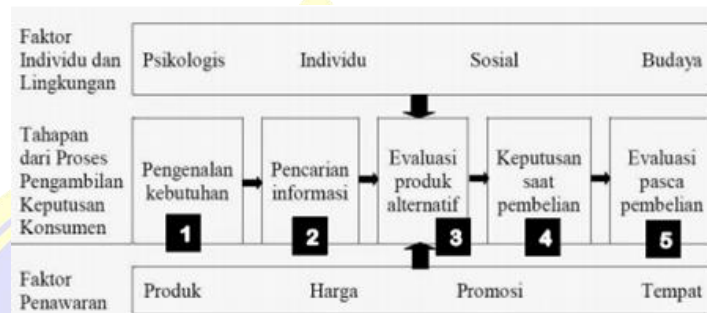 Faktor
Individu dan
Lingkungan
Psikologis Individu Sosial Budaya
Tahapan
dari Proses
Pengambilan
Keputusan
Konsumen
Pengenalan
kebutuhan
1
Pencarian
informasi
2
Evaluasi
produk
alternatif
3
Keputusan
saat
pembelian
4
Evaluasi
pasca
pembelian
5
Faktor
Penawaran
Produk Harga Promosi Tempat